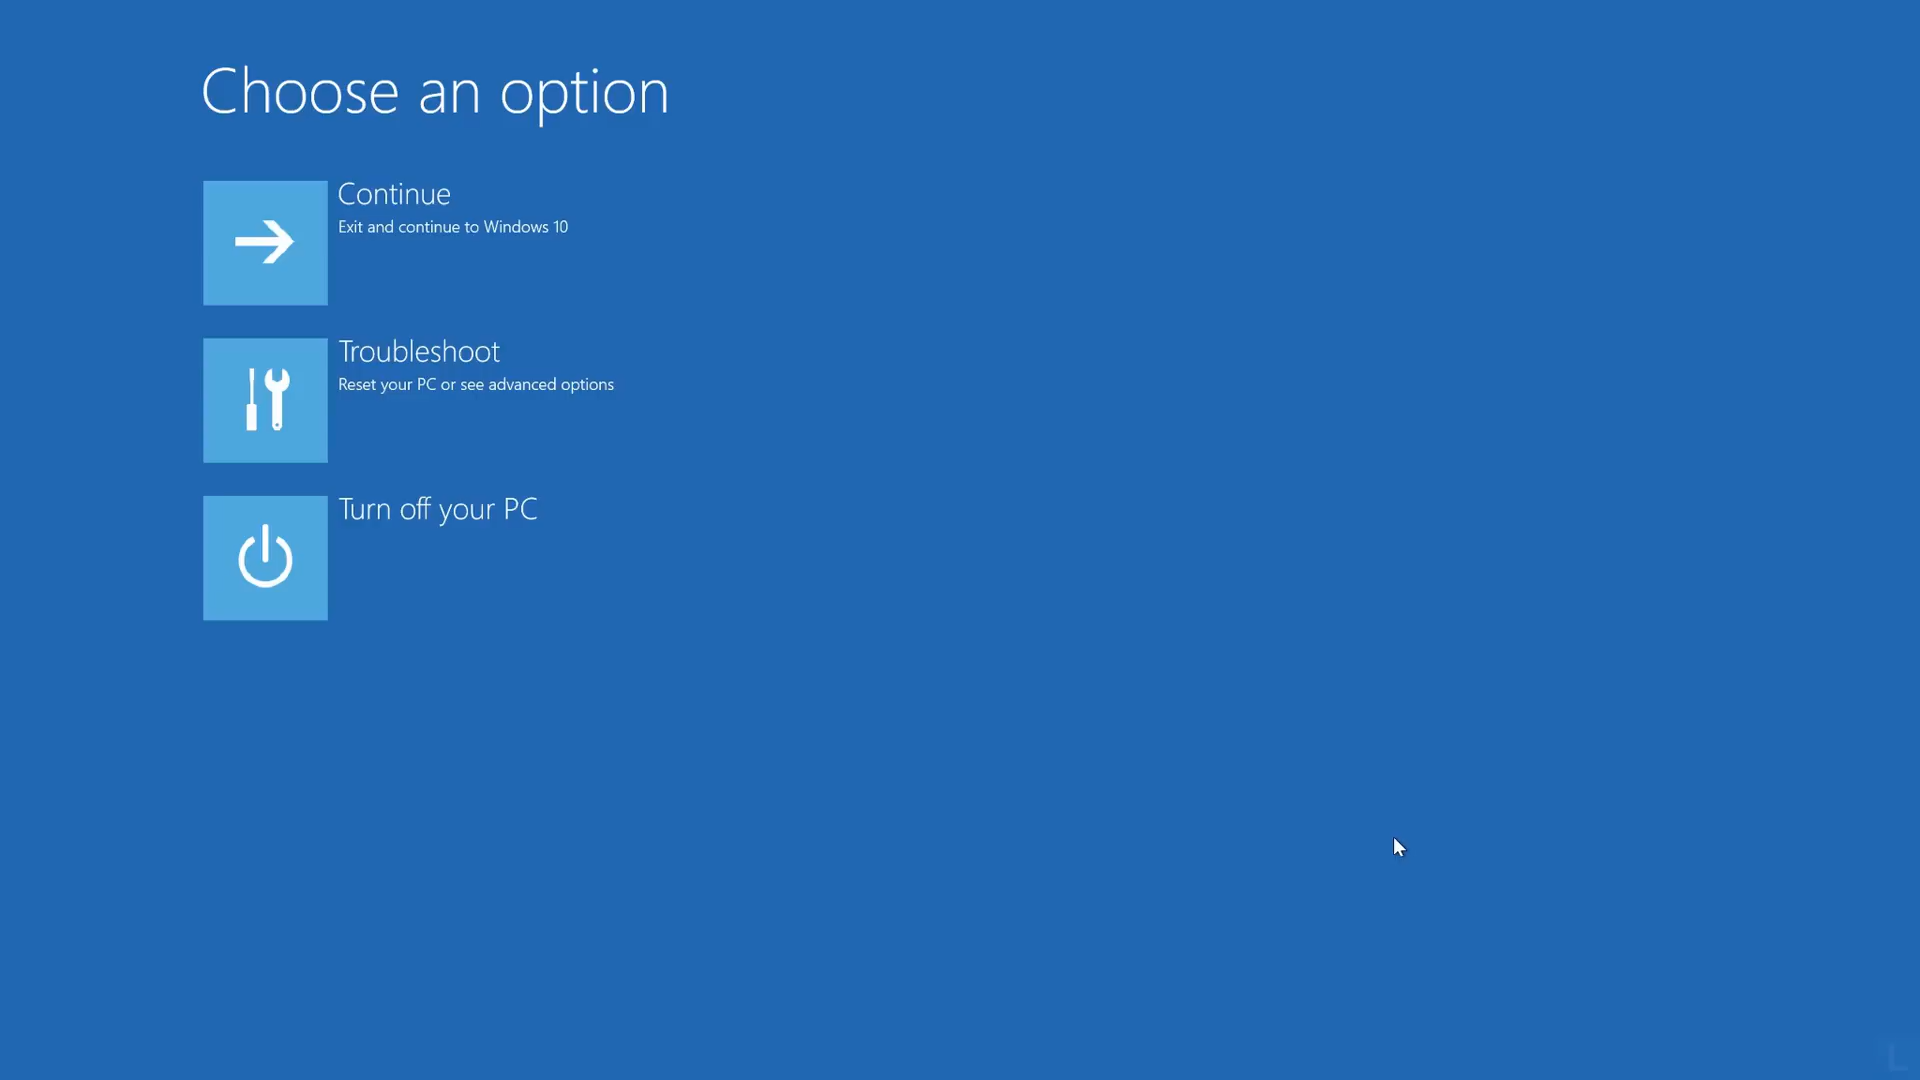 Choose an option
Continue
Exit and continue to Windows 10
Troubleshoot
Reset your PC or see advanced options
Turn off your PC